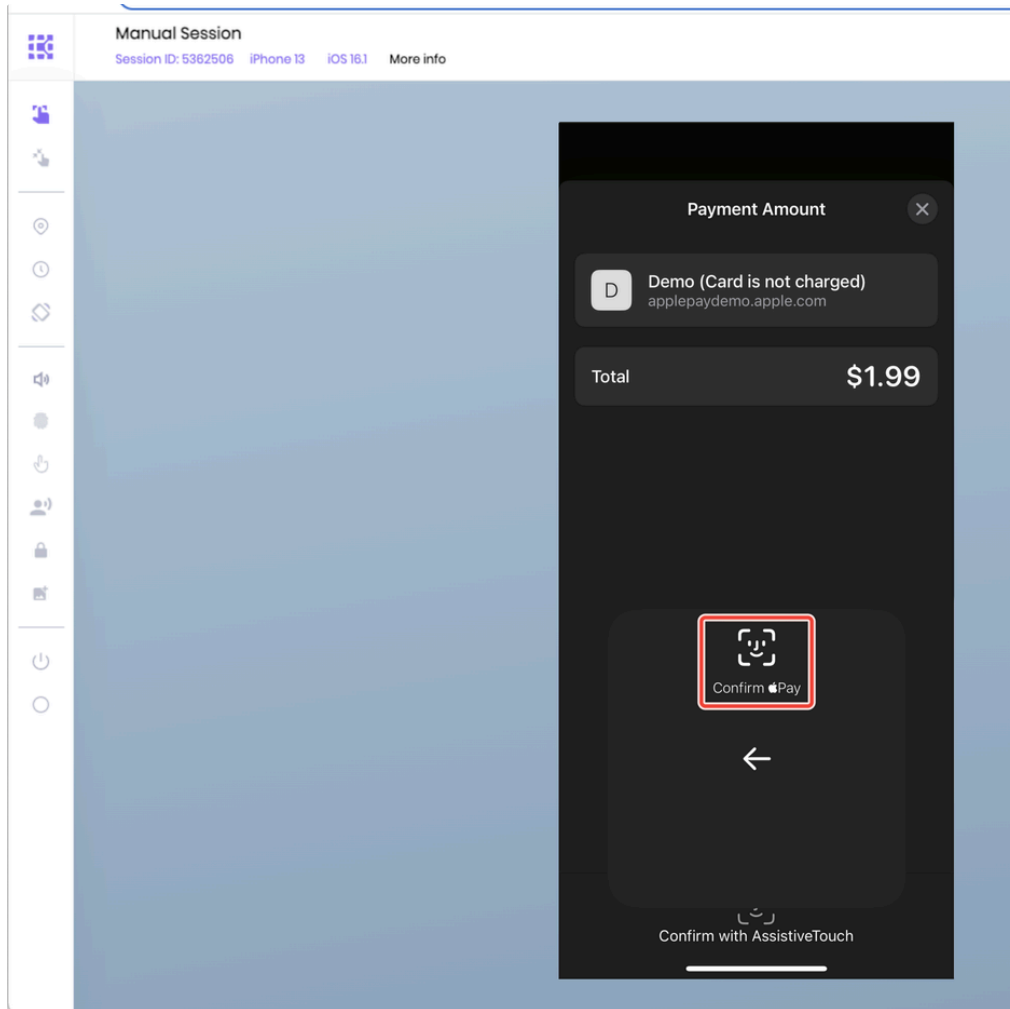 Manual Session
Session ID: 5362506 iPhone 13 iOS 16.1 More info
Payment Amount
D
Demo (Card is not charged)
applepaydemo.apple.com
Total $1.99
Confirm Pay
Confirm with AssistiveTouch